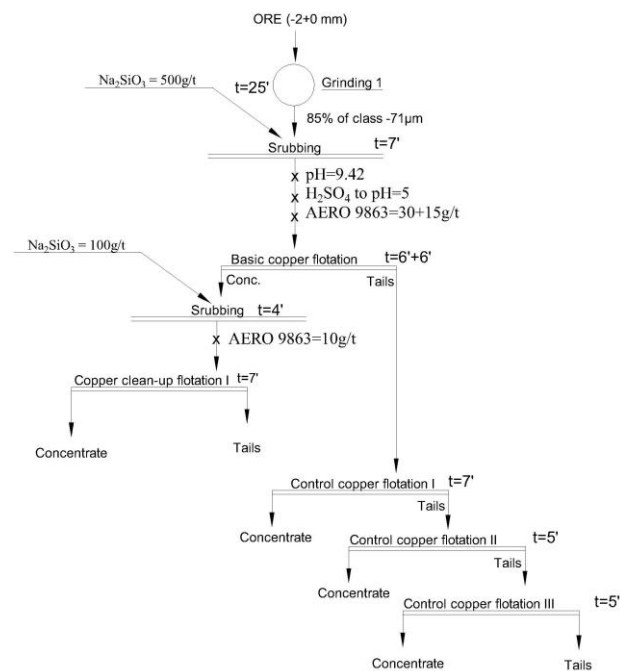 ORE (-2+0 mm)
Na₂SiO₃ = 500g/t
t=25'
Grinding 1
85% of class -71µm
Srubbing
t=7'
x pH=9.42
x H₂SO₄ to pH=5
x AERO 9863=30+15g/t
Na₂SiO₃ = 100g/t
Basic copper flotation
t=6'+6'
Conc.
Tails
Srubbing
t=4'
x AERO 9863=10g/t
Copper clean-up flotation I
t=7'
Concentrate
Tails
Control copper flotation I
t=7'
Tails
Concentrate
Control copper flotation II
t=5'
Tails
Concentrate
Control copper flotation III
t=5'
Concentrate
Tails